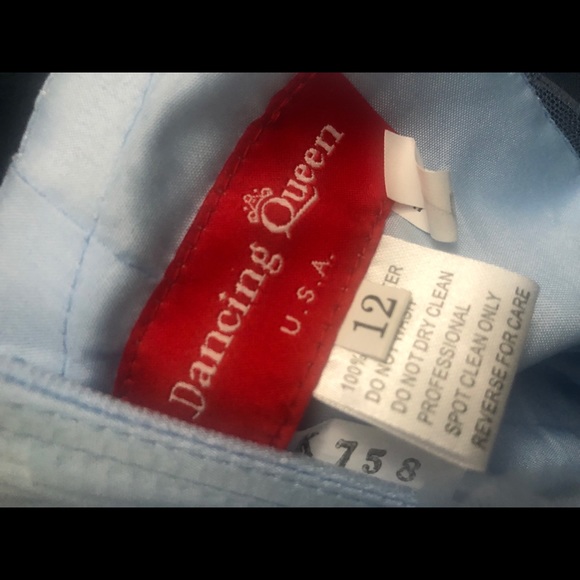 Dancing Queen
U.S.A.
12
100%
DO NOT
DO NOT DRY CLEAN
PROFESSIONAL
SPOT CLEAN ONLY
REVERSE FOR CARE
758